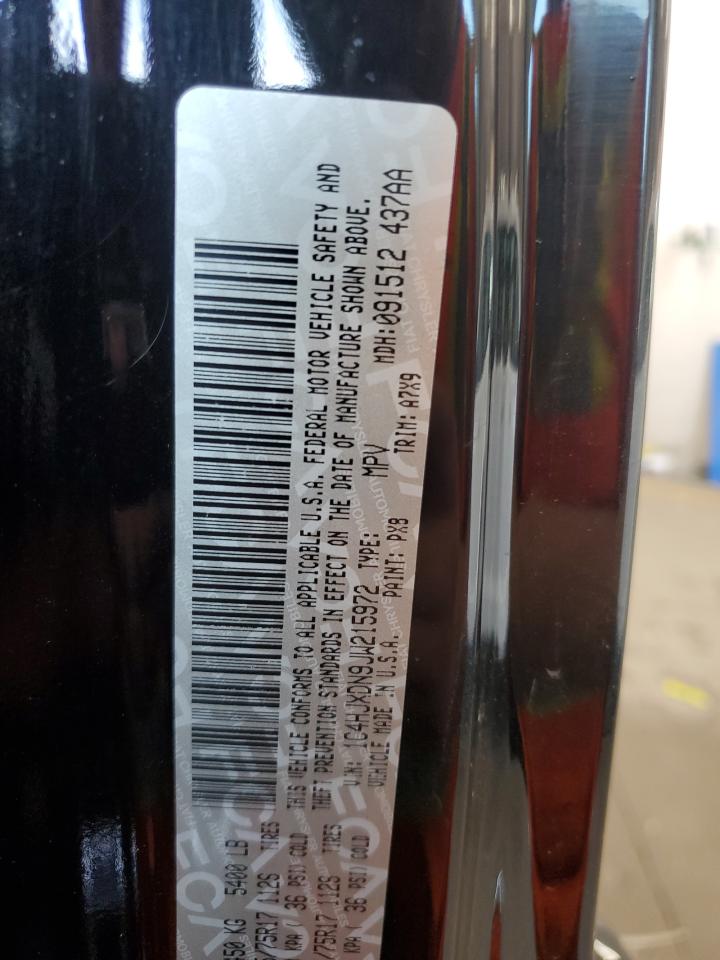 450 KG 5400 LB
/75R17 112S TIRES
KPA( 36 PSI) COLD
/75R17 112S TIRES
KPA( 36 PSI) COLD
THIS VEHICLE CONFORMS TO ALL APPLICABLE U.S.A. FEDERAL MOTOR VEHICLE SAFETY AND
THEFT PREVENTION STANDARDS IN EFFECT ON THE DATE OF MANUFACTURE SHOWN ABOVE.
V.I.N.: 1C4HJXDN9JW215972 TYPE: MPV MDH:091512 437AA
VEHICLE MADE IN U.S.A. PAINT: PX8 TRIM: A7X9